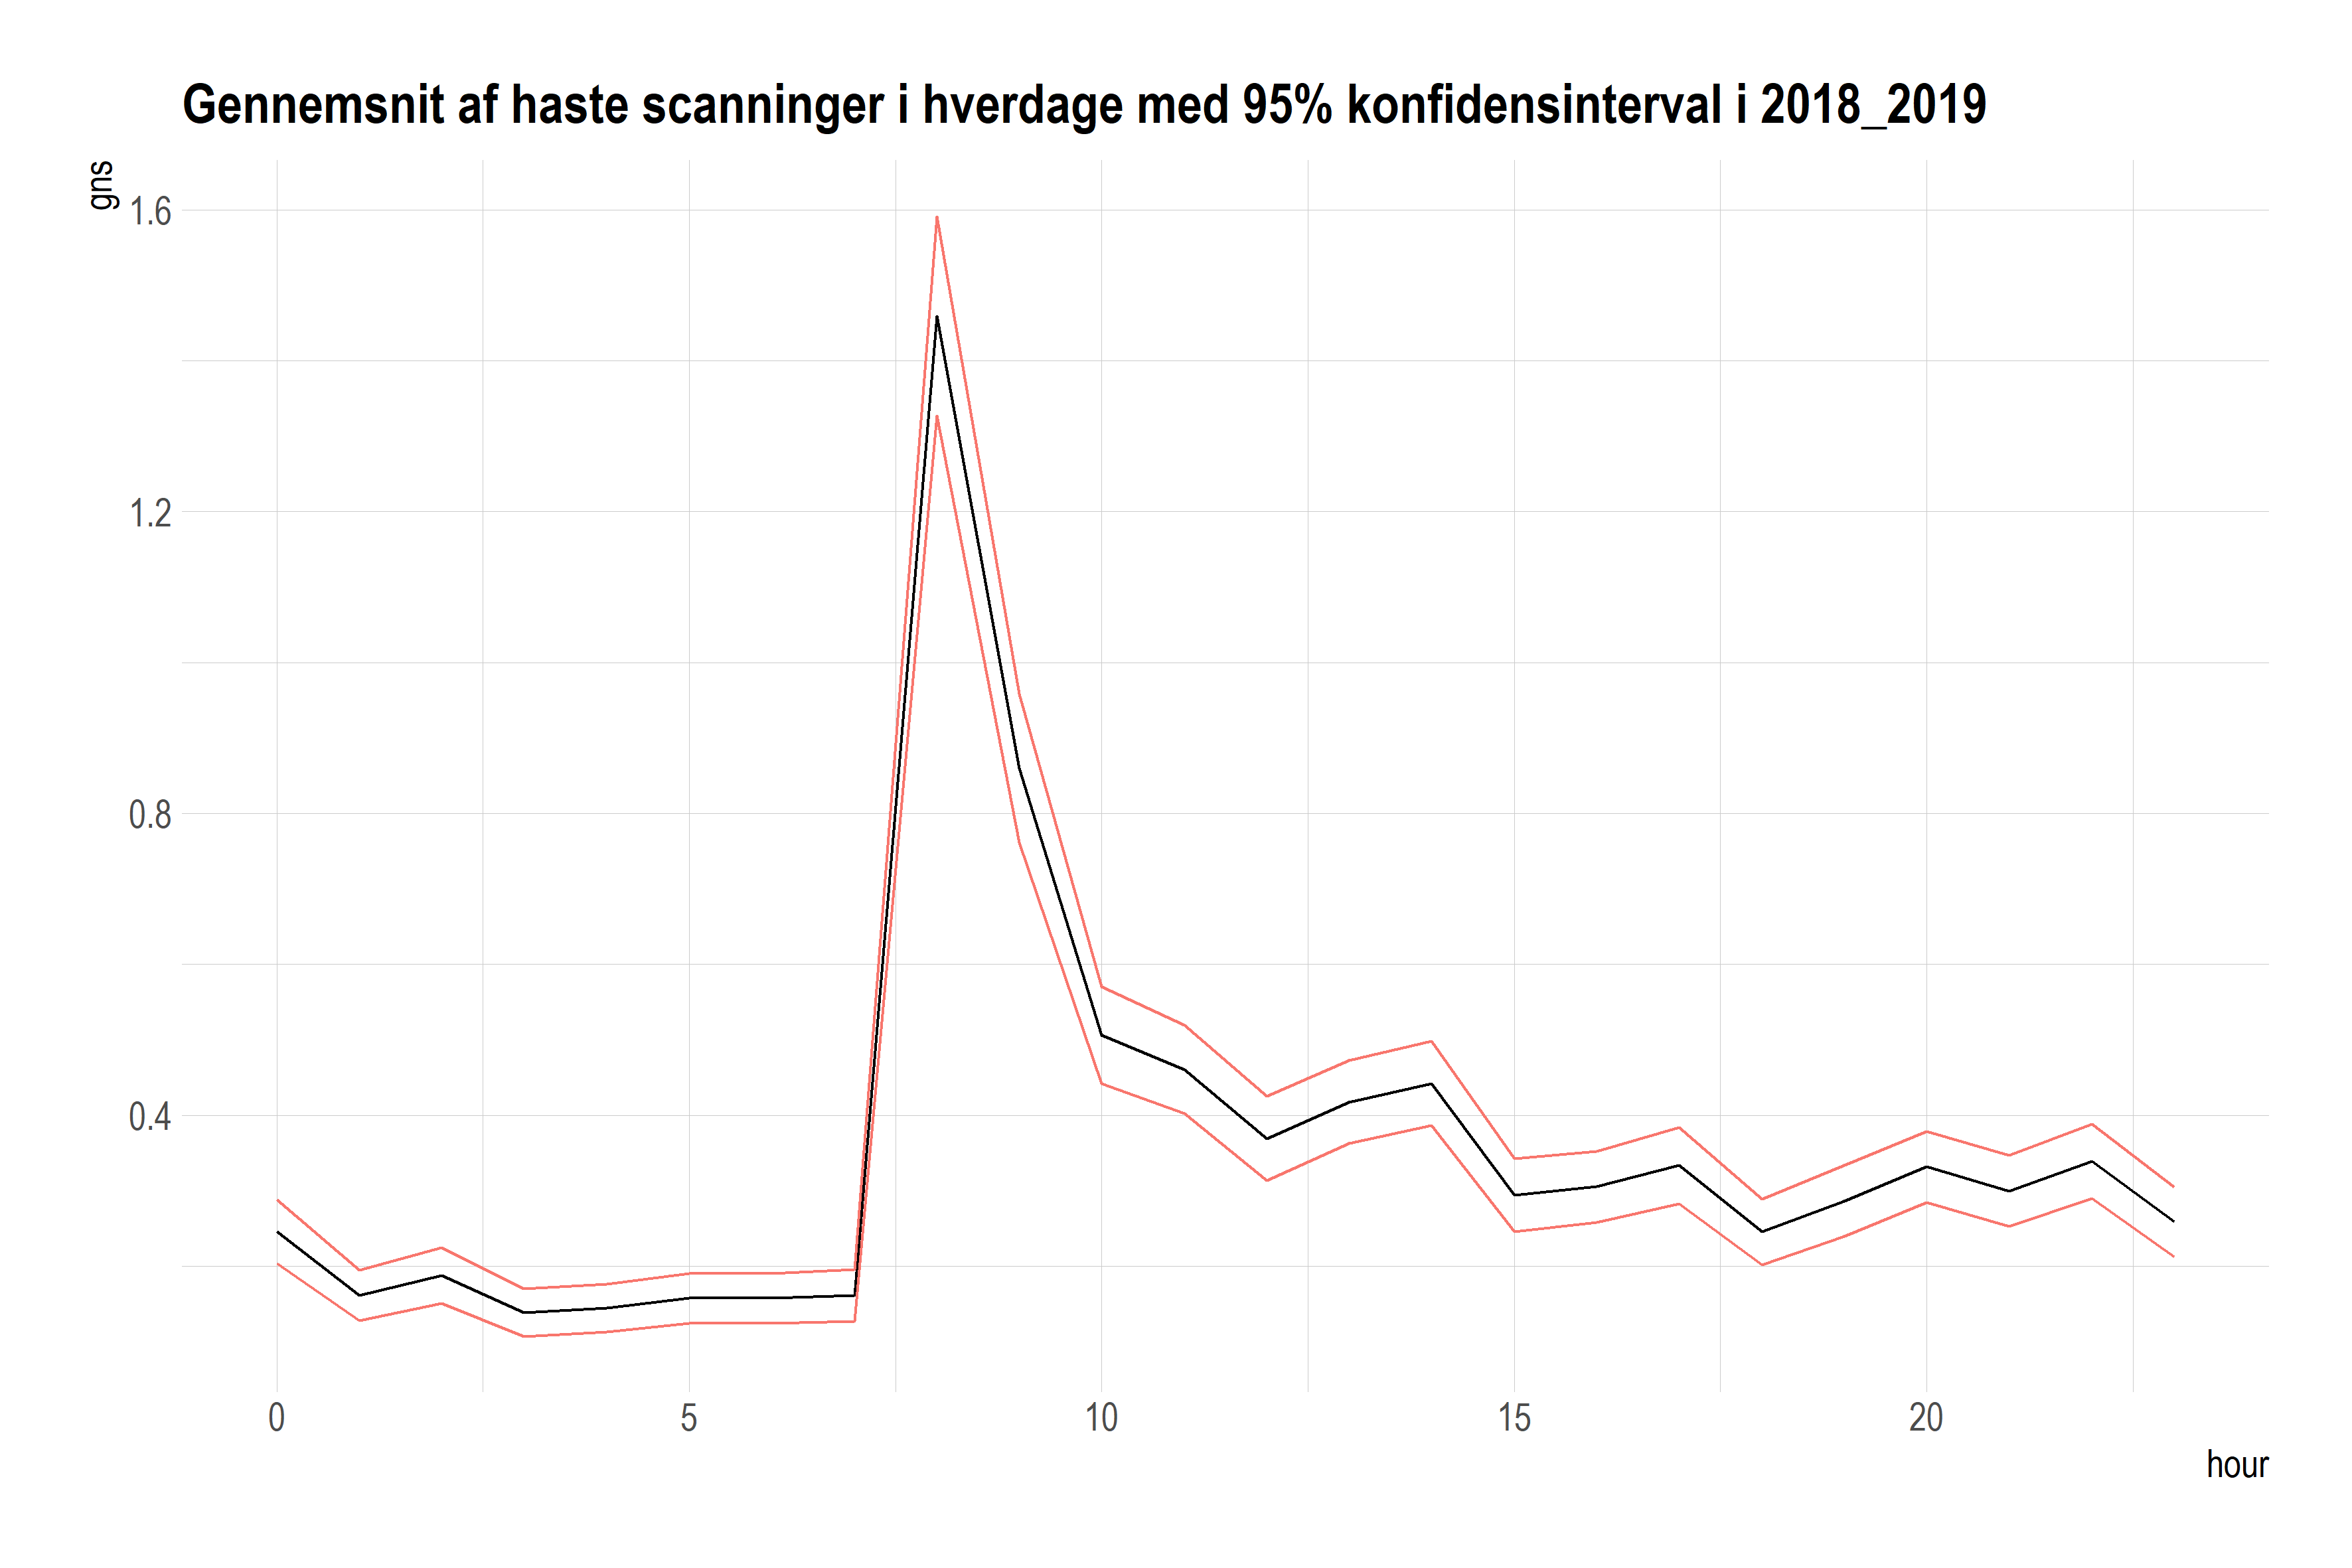 Gennemsnit af haste scanninger i hverdage med 95% konfidensinterval i 2018_2019
gns
1.6
1.2
0.8
0.4
0 5 10 15 20
hour